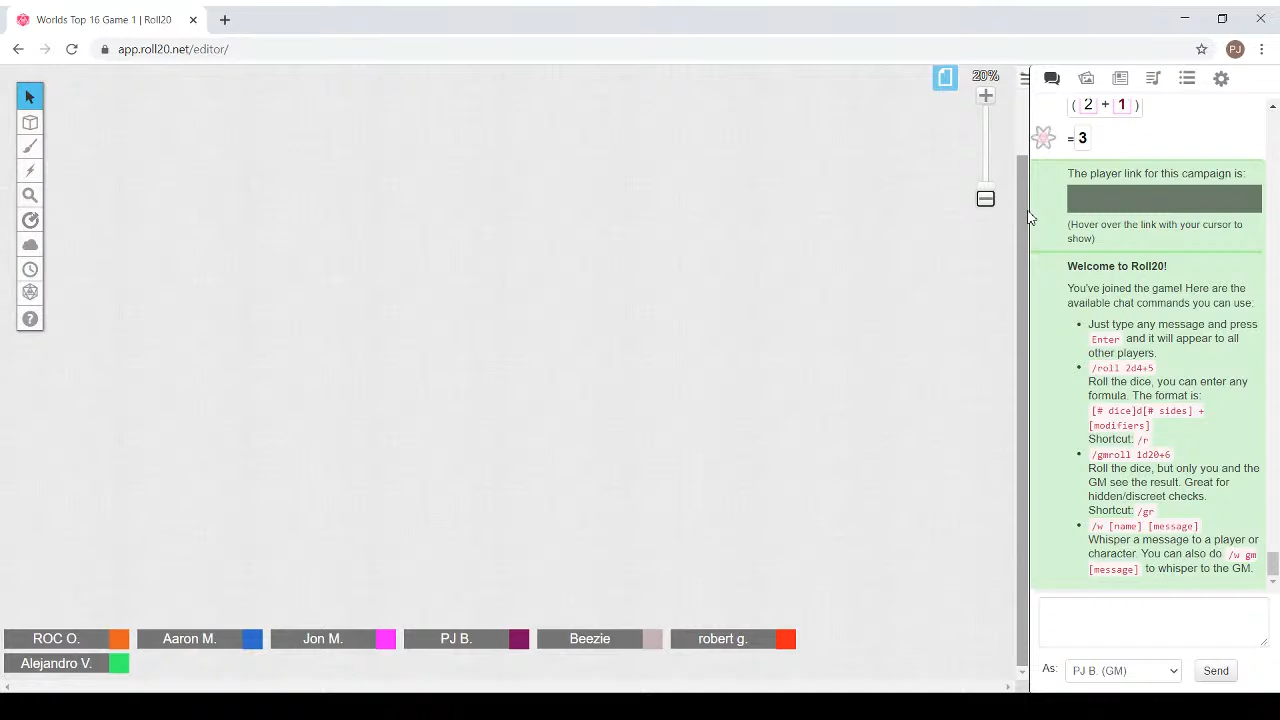 Worlds Top 16 Game 1 | Roll20
app.roll20.net/editor/
PJ
20%
( 2 + 1 )
= 3
The player link for this campaign is:
(Hover over the link with your cursor to
show)
Welcome to Roll20!
You've joined the game! Here are the
available chat commands you can use:
Just type any message and press
Enter and it will appear to all
other players.
/roll 2d4+5
Roll the dice, you can enter any
formula. The format is:
[# dice]d[# sides] +
[modifiers]
Shortcut: /r
/gmroll 1d20+6
Roll the dice, but only you and the
GM see the result. Great for
hidden/discreet checks.
Shortcut: /gr
/w [name] [message]
Whisper a message to a player or
character. You can also do /w gm
[message] to whisper to the GM.
ROC O.
Aaron M.
Jon M.
PJ B.
Beezie
robert g.
Alejandro V.
As:
PJ B. (GM)
Send